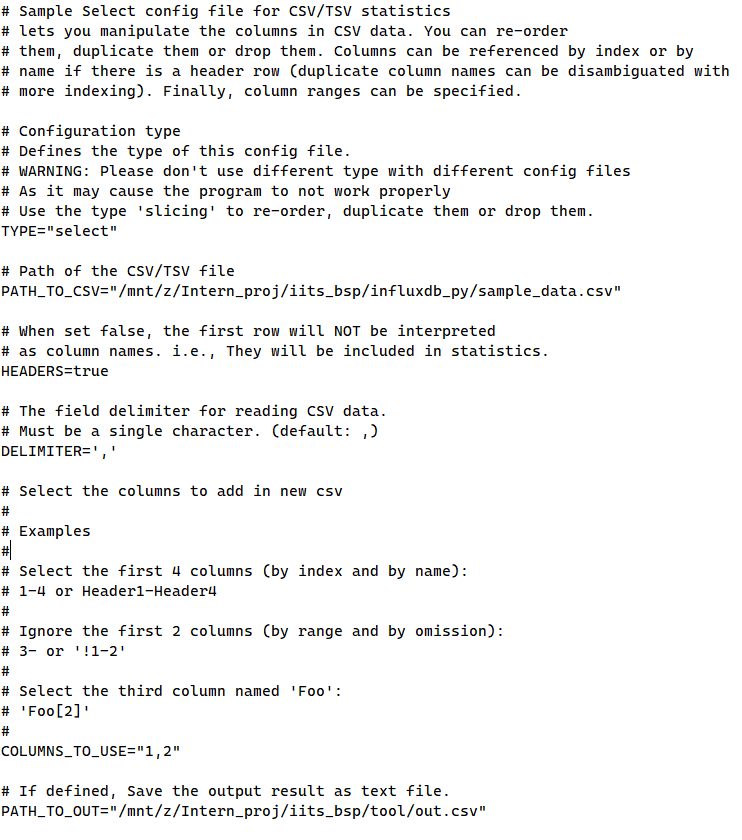 # Sample Select config file for CSV/TSV statistics
# lets you manipulate the columns in CSV data. You can re-order
# them, duplicate them or drop them. Columns can be referenced by index or by
# name if there is a header row (duplicate column names can be disambiguated with
# more indexing). Finally, column ranges can be specified.

# Configuration type
# Defines the type of this config file.
# WARNING: Please don't use different type with different config files
# As it may cause the program to not work properly
# Use the type 'slicing' to re-order, duplicate them or drop them.
TYPE="select"

# Path of the CSV/TSV file
PATH_TO_CSV="/mnt/z/Intern_proj/iits_bsp/influxdb_py/sample_data.csv"

# When set false, the first row will NOT be interpreted
# as column names. i.e., They will be included in statistics.
HEADERS=true

# The field delimiter for reading CSV data.
# Must be a single character. (default: ,)
DELIMITER=','

# Select the columns to add in new csv
#
# Examples
#
# Select the first 4 columns (by index and by name):
# 1-4 or Header1-Header4
#
# Ignore the first 2 columns (by range and by omission):
# 3- or '!1-2'
#
# Select the third column named 'Foo':
# 'Foo[2]'
#
COLUMNS_TO_USE="1,2"

# If defined, Save the output result as text file.
PATH_TO_OUT="/mnt/z/Intern_proj/iits_bsp/tool/out.csv"